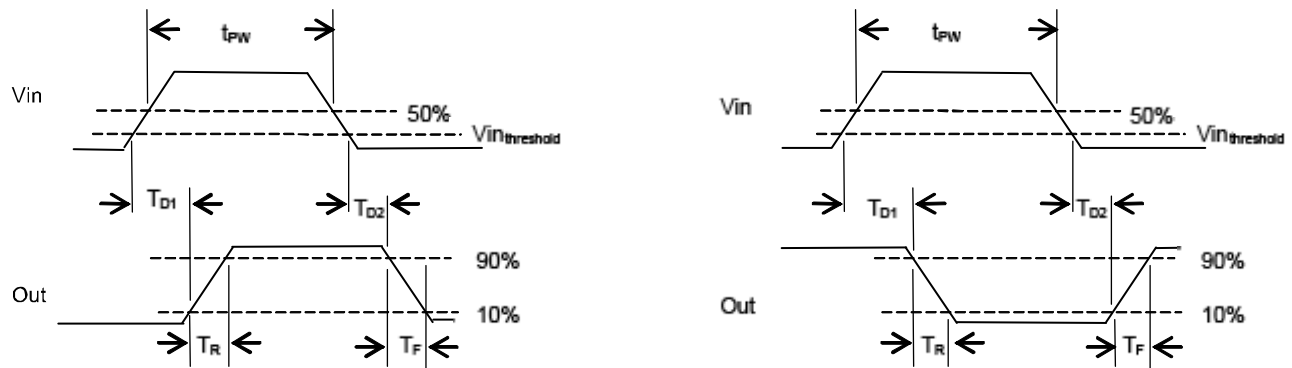 tPW
Vin
50%
Vinthreshold
TD1
TD2
90%
Out
10%
TR
TF
tPW
Vin
50%
Vinthreshold
TD1
TD2
90%
Out
10%
TR
TF